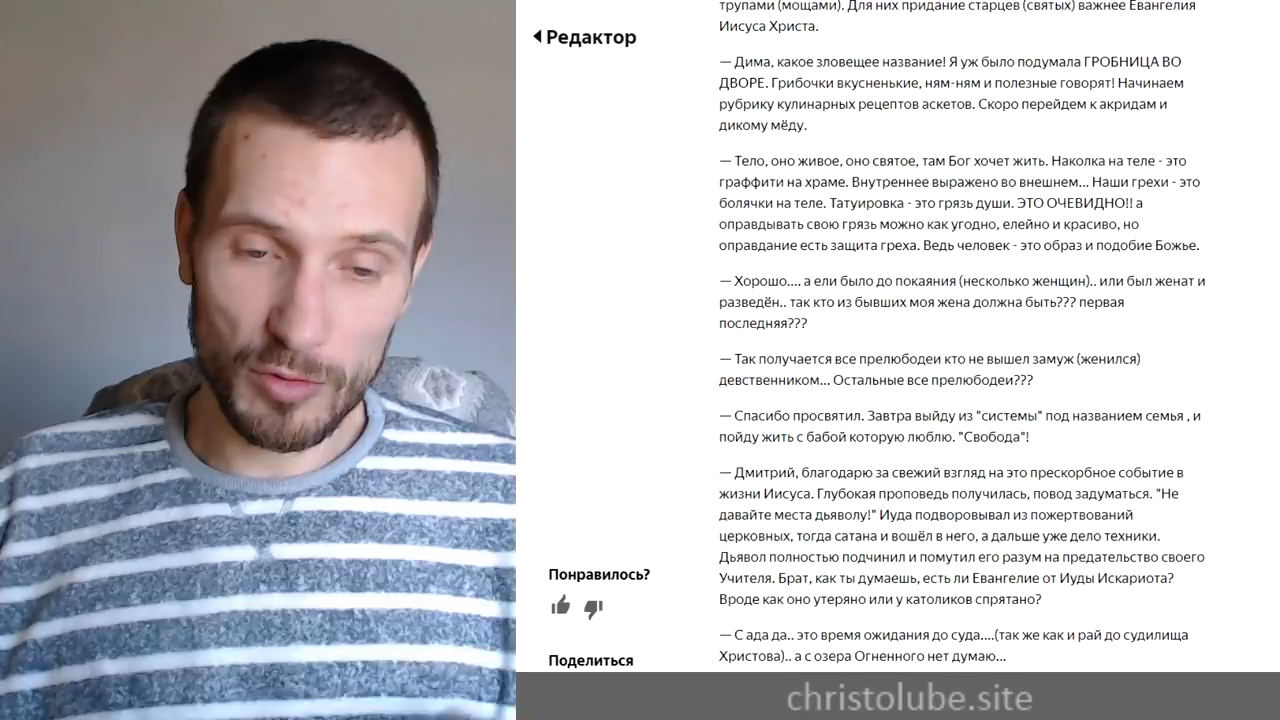 трупами (мощами). Для них придание старцев (святых) важнее Евангелия
Иисуса Христа.
Редактор
— Дима, какое зловещее название! Я уж было подумала ГРОБНИЦА ВО
ДВОРЕ. Грибочки вкусненькие, ням-ням и полезные говорят! Начинаем
рубрику кулинарных рецептов аскетов. Скоро перейдем к акридам и
дикому мёду.
— Тело, оно живое, оно святое, там Бог хочет жить. Наколка на теле - это
граффити на храме. Внутреннее выражено во внешнем... Наши грехи - это
болячки на теле. Татуировка - это грязь души. ЭТО ОЧЕВИДНО!! а
оправдывать свою грязь можно как угодно, елейно и красиво, но
оправдание есть защита греха. Ведь человек - это образ и подобие Божье.
— Хорошо.... а ели было до покаяния (несколько женщин).. или был женат и
разведён.. так кто из бывших моя жена должна быть??? первая
последняя???
— Так получается все прелюбодеи кто не вышел замуж (женился)
девственником... Остальные все прелюбодеи???
— Спасибо просвятил. Завтра выйду из "системы" под названием семья , и
пойду жить с бабой которую люблю. "Свобода"!
— Дмитрий, благодарю за свежий взгляд на это прескорбное событие в
жизни Иисуса. Глубокая проповедь получилась, повод задуматься. "Не
давайте места дьяволу!" Иуда подворовывал из пожертвований
церковных, тогда сатана и вошёл в него, а дальше уже дело техники.
Дьявол полностью подчинил и помутил его разум на предательство своего
Учителя. Брат, как ты думаешь, есть ли Евангелие от Иуды Искариота?
Вроде как оно утеряно или у католиков спрятано?
— С ада да.. это время ожидания до суда....(так же как и рай до судилища
Христова).. а с озера Огненного нет думаю...
Понравилось?
Поделиться
christolube.site